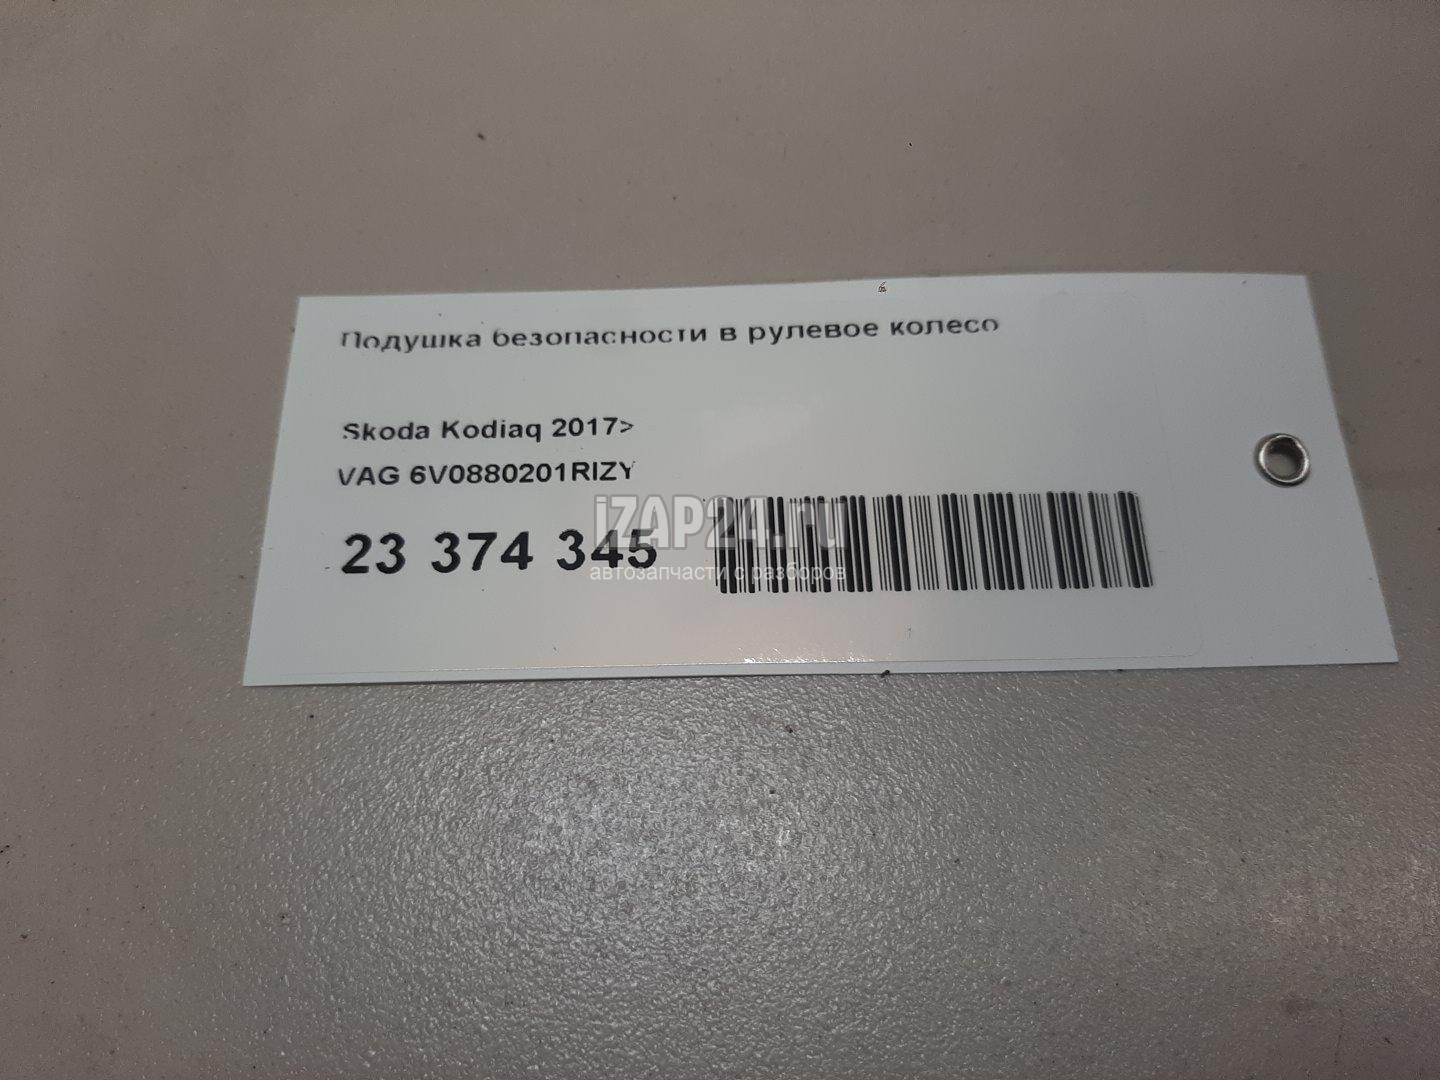 Подушка безопасности в рулевое колесо
Skoda Kodiaq 2017>
VAG 6V0880201RIZY
23 374 345
iZAP24.ru
автозапчасти с разборов